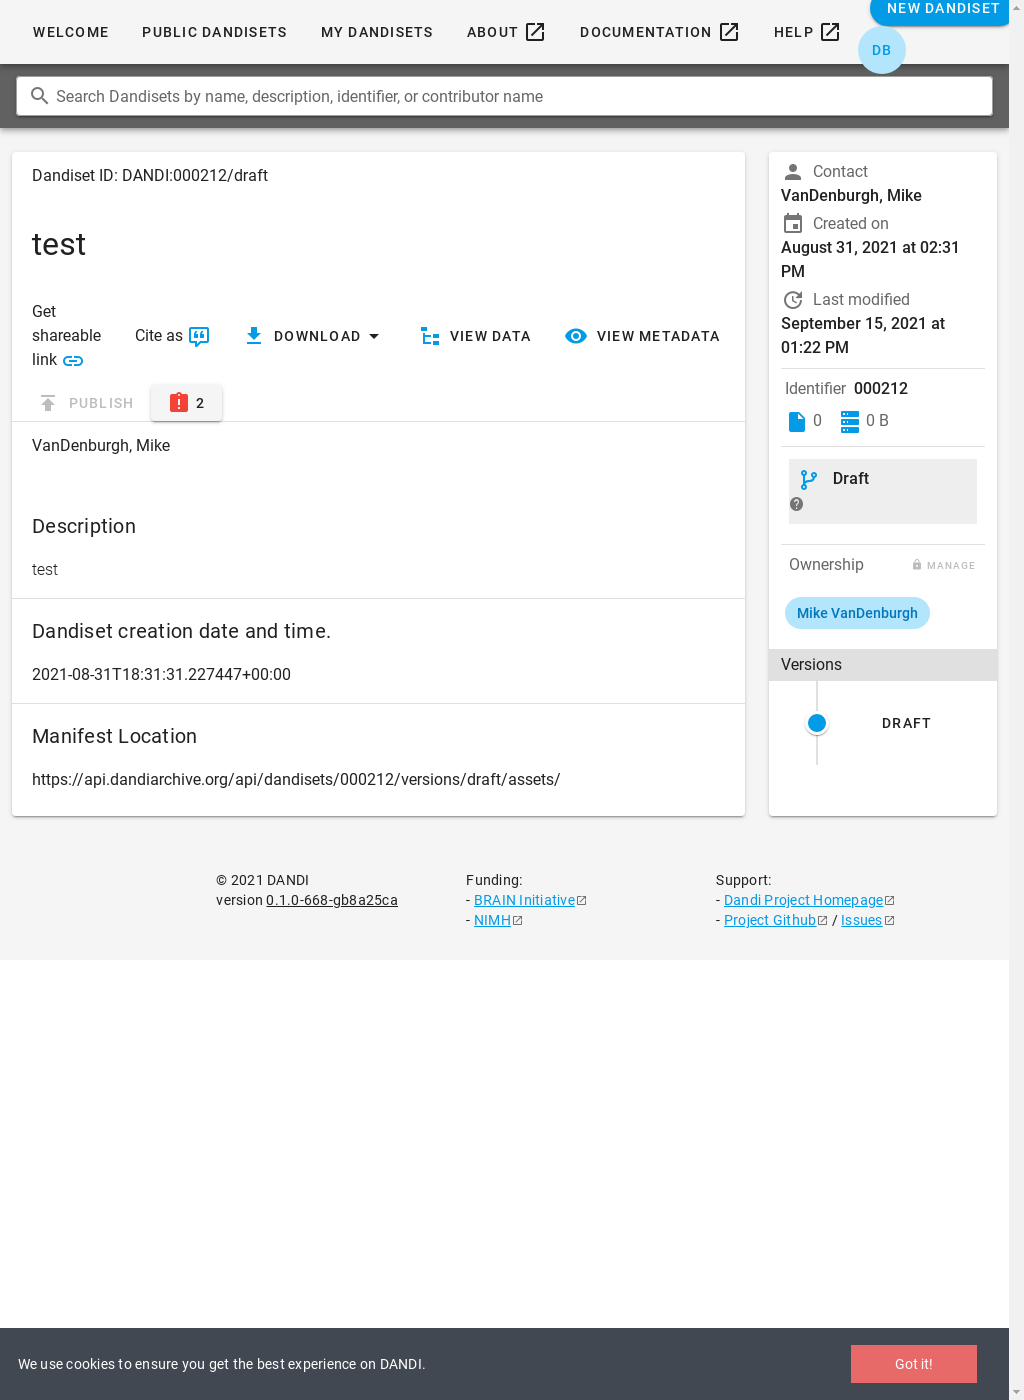 WELCOME PUBLIC DANDISETS MY DANDISETS ABOUT DOCUMENTATION HELP NEW DANDISET
DB
Search Dandisets by name, description, identifier, or contributor name
Dandiset ID: DANDI:000212/draft
test
Get shareable link
Cite as
DOWNLOAD
VIEW DATA
VIEW METADATA
PUBLISH
2
VanDenburgh, Mike
Description
test
Dandiset creation date and time.
2021-08-31T18:31:31.227447+00:00
Manifest Location
https://api.dandiarchive.org/api/dandisets/000212/versions/draft/assets/
Contact
VanDenburgh, Mike
Created on
August 31, 2021 at 02:31
PM
Last modified
September 15, 2021 at
01:22 PM
Identifier 000212
0 0 B
Draft
Ownership MANAGE
Mike VanDenburgh
Versions
DRAFT
© 2021 DANDI
version 0.1.0-668-gb8a25ca
Funding:
- BRAIN Initiative
- NIMH
Support:
- Dandi Project Homepage
- Project Github / Issues
We use cookies to ensure you get the best experience on DANDI.
Got it!